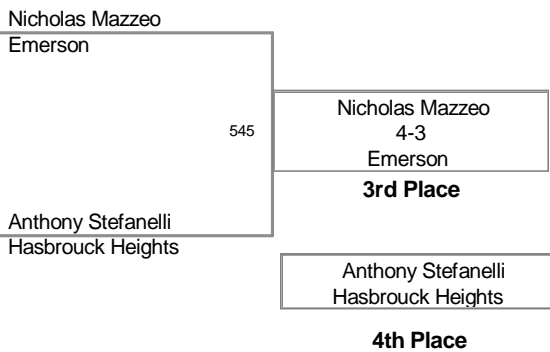 Nicholas Mazzeo
Emerson
545
Nicholas Mazzeo
4-3
Emerson
3rd Place
Anthony Stefanelli
Hasbrouck Heights
Anthony Stefanelli
Hasbrouck Heights
4th Place